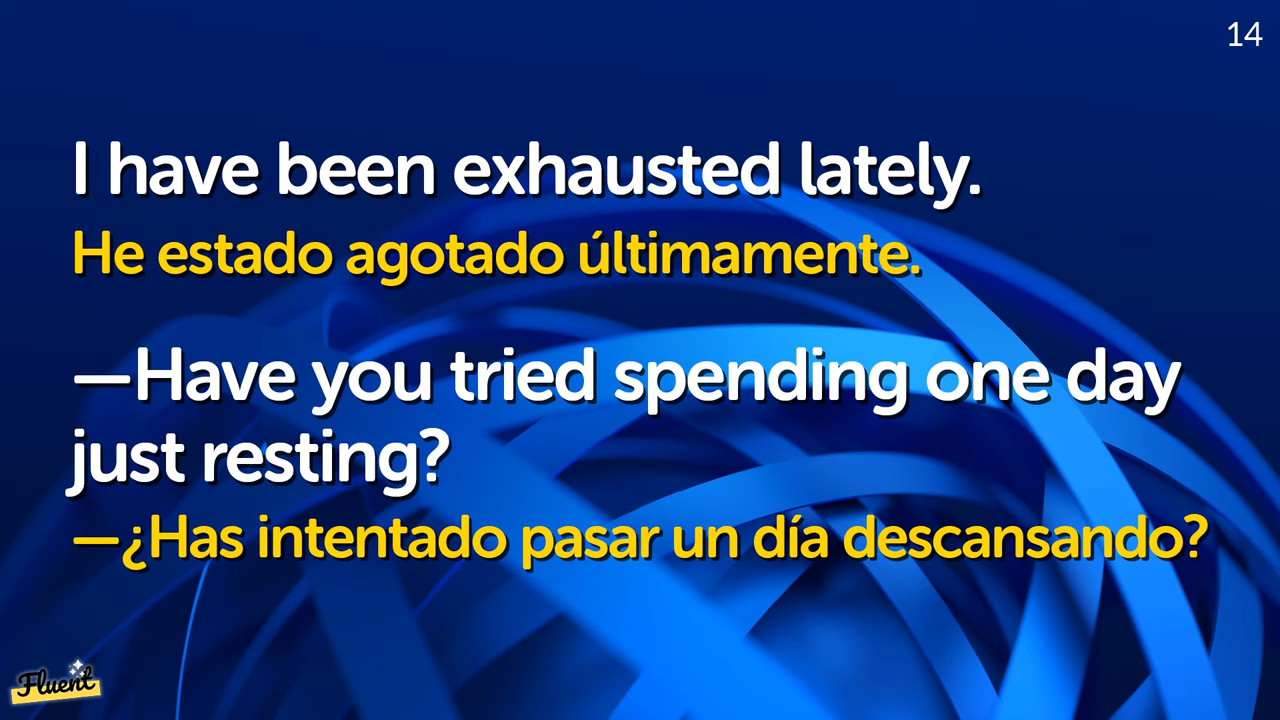 14
I have been exhausted lately.
He estado agotado últimamente.
—Have you tried spending one day
just resting?
—¿Has intentado pasar un día descansando?
Fluent